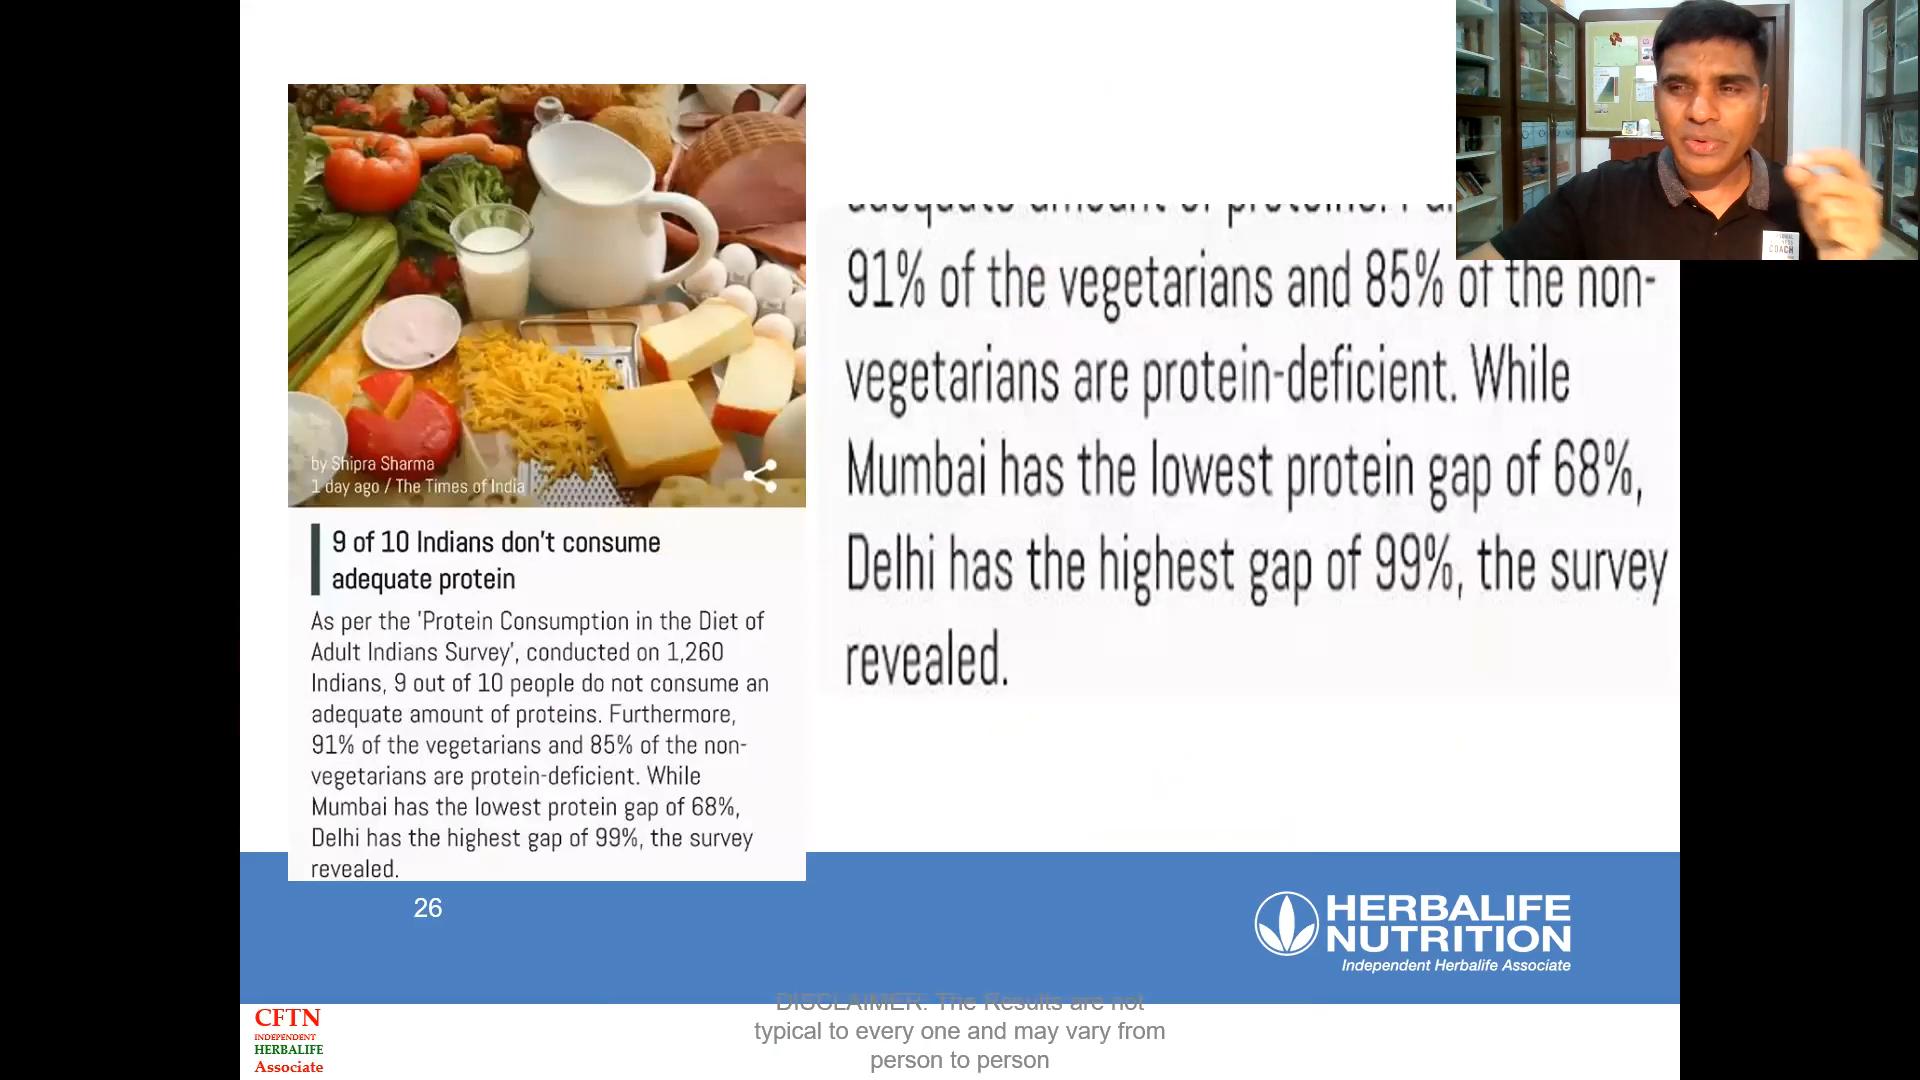 by Shipra Sharma
1 day ago / The Times of India
9 of 10 Indians don't consume
adequate protein
As per the 'Protein Consumption in the Diet of
Adult Indians Survey', conducted on 1,260
Indians, 9 out of 10 people do not consume an
adequate amount of proteins. Furthermore,
91% of the vegetarians and 85% of the non-
vegetarians are protein-deficient. While
Mumbai has the lowest protein gap of 68%,
Delhi has the highest gap of 99%, the survey
revealed.
adequate amount of proteins.
91% of the vegetarians and 85% of the non-
vegetarians are protein-deficient. While
Mumbai has the lowest protein gap of 68%,
Delhi has the highest gap of 99%, the survey
revealed.
COACH
26
HERBALIFE
NUTRITION
Independent Herbalife Associate
CFTN
INDEPENDENT
HERBALIFE
Associate
DISCLAIMER: The Results are not
typical to every one and may vary from
person to person